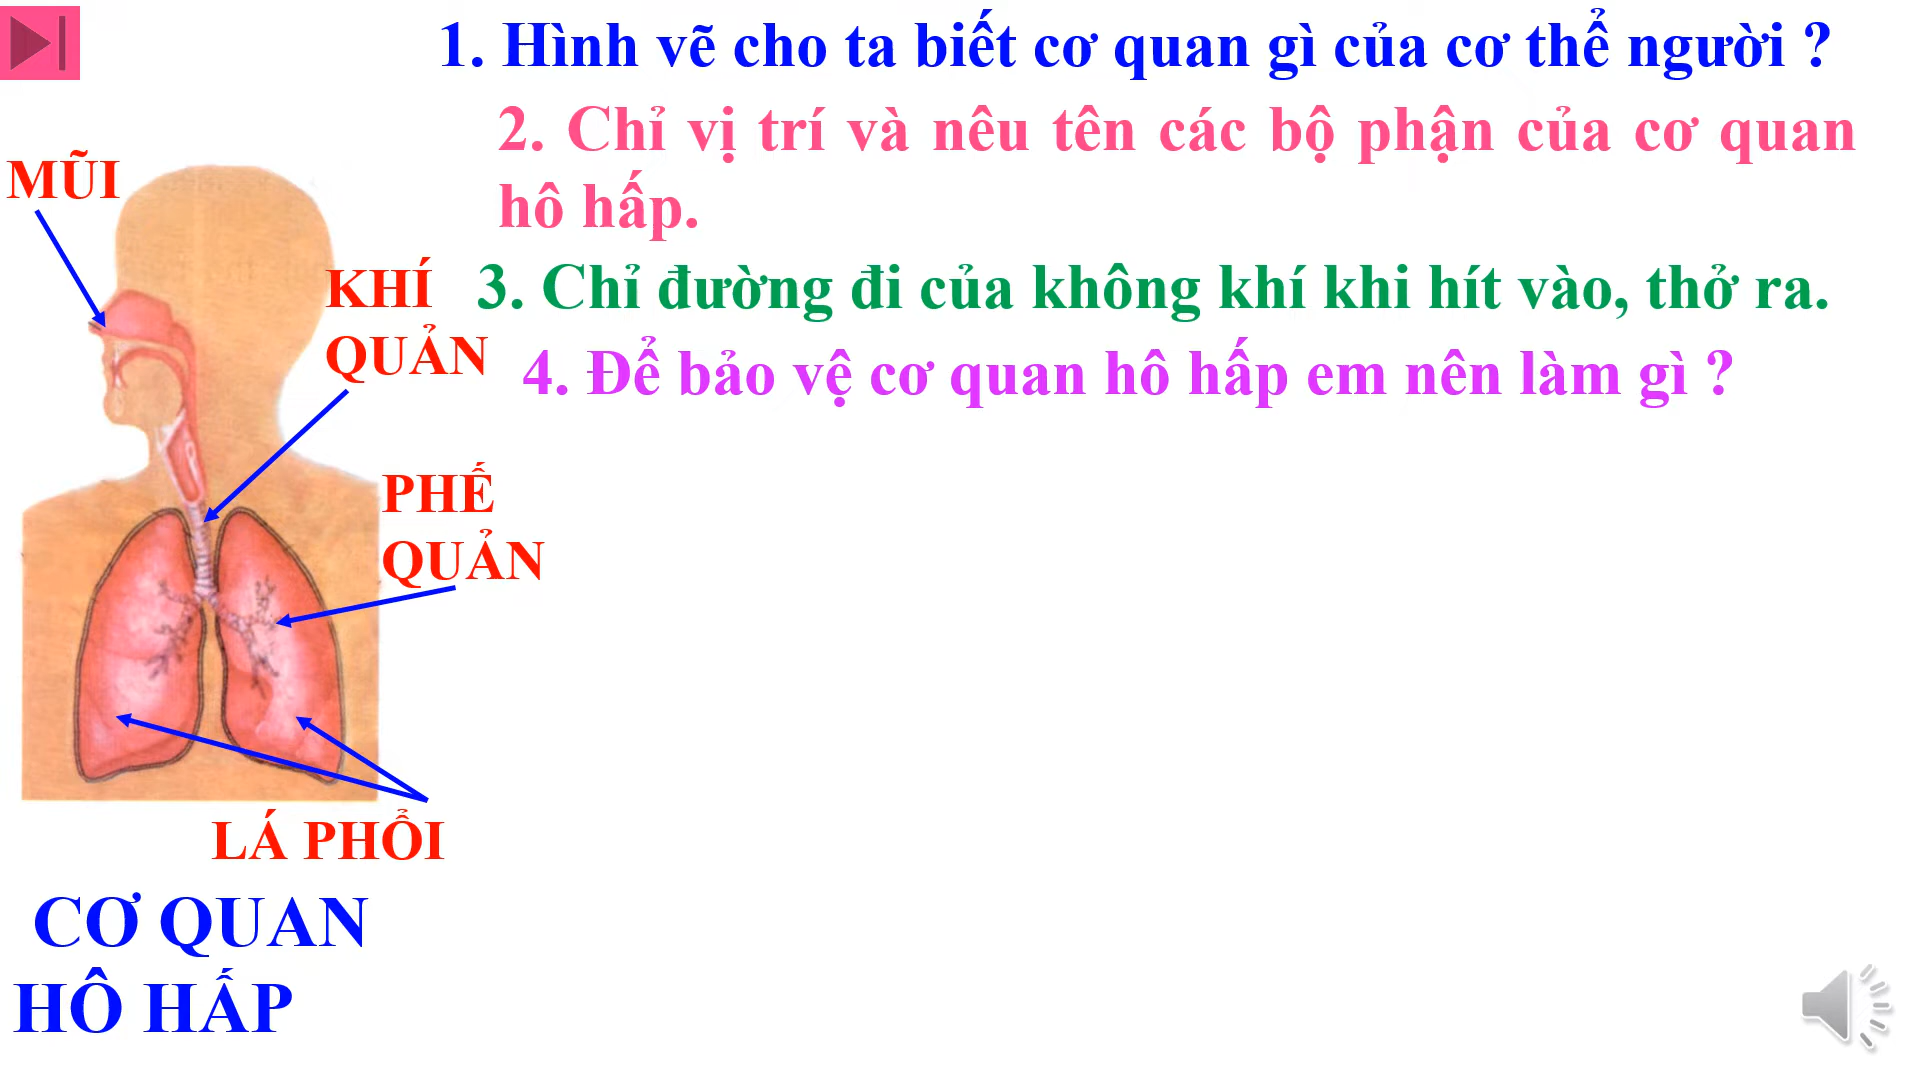 1. Hình vẽ cho ta biết cơ quan gì của cơ thể người ?
2. Chỉ vị trí và nêu tên các bộ phận của cơ quan
hô hấp.
3. Chỉ đường đi của không khí khi hít vào, thở ra.
4. Để bảo vệ cơ quan hô hấp em nên làm gì ?
MŨI
KHÍ
QUẢN
PHẾ
QUẢN
LÁ PHỔI
CƠ QUAN
HÔ HẤP